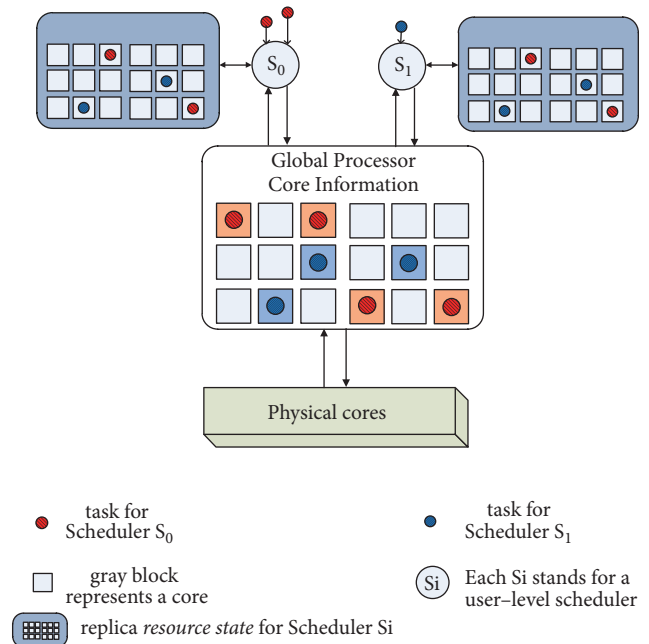 S0
S1
Global Processor
Core Information
Physical cores
task for
Scheduler S0
task for
Scheduler S1
gray block
represents a core
Si
Each Si stands for a
user–level scheduler
replica resource state for Scheduler Si